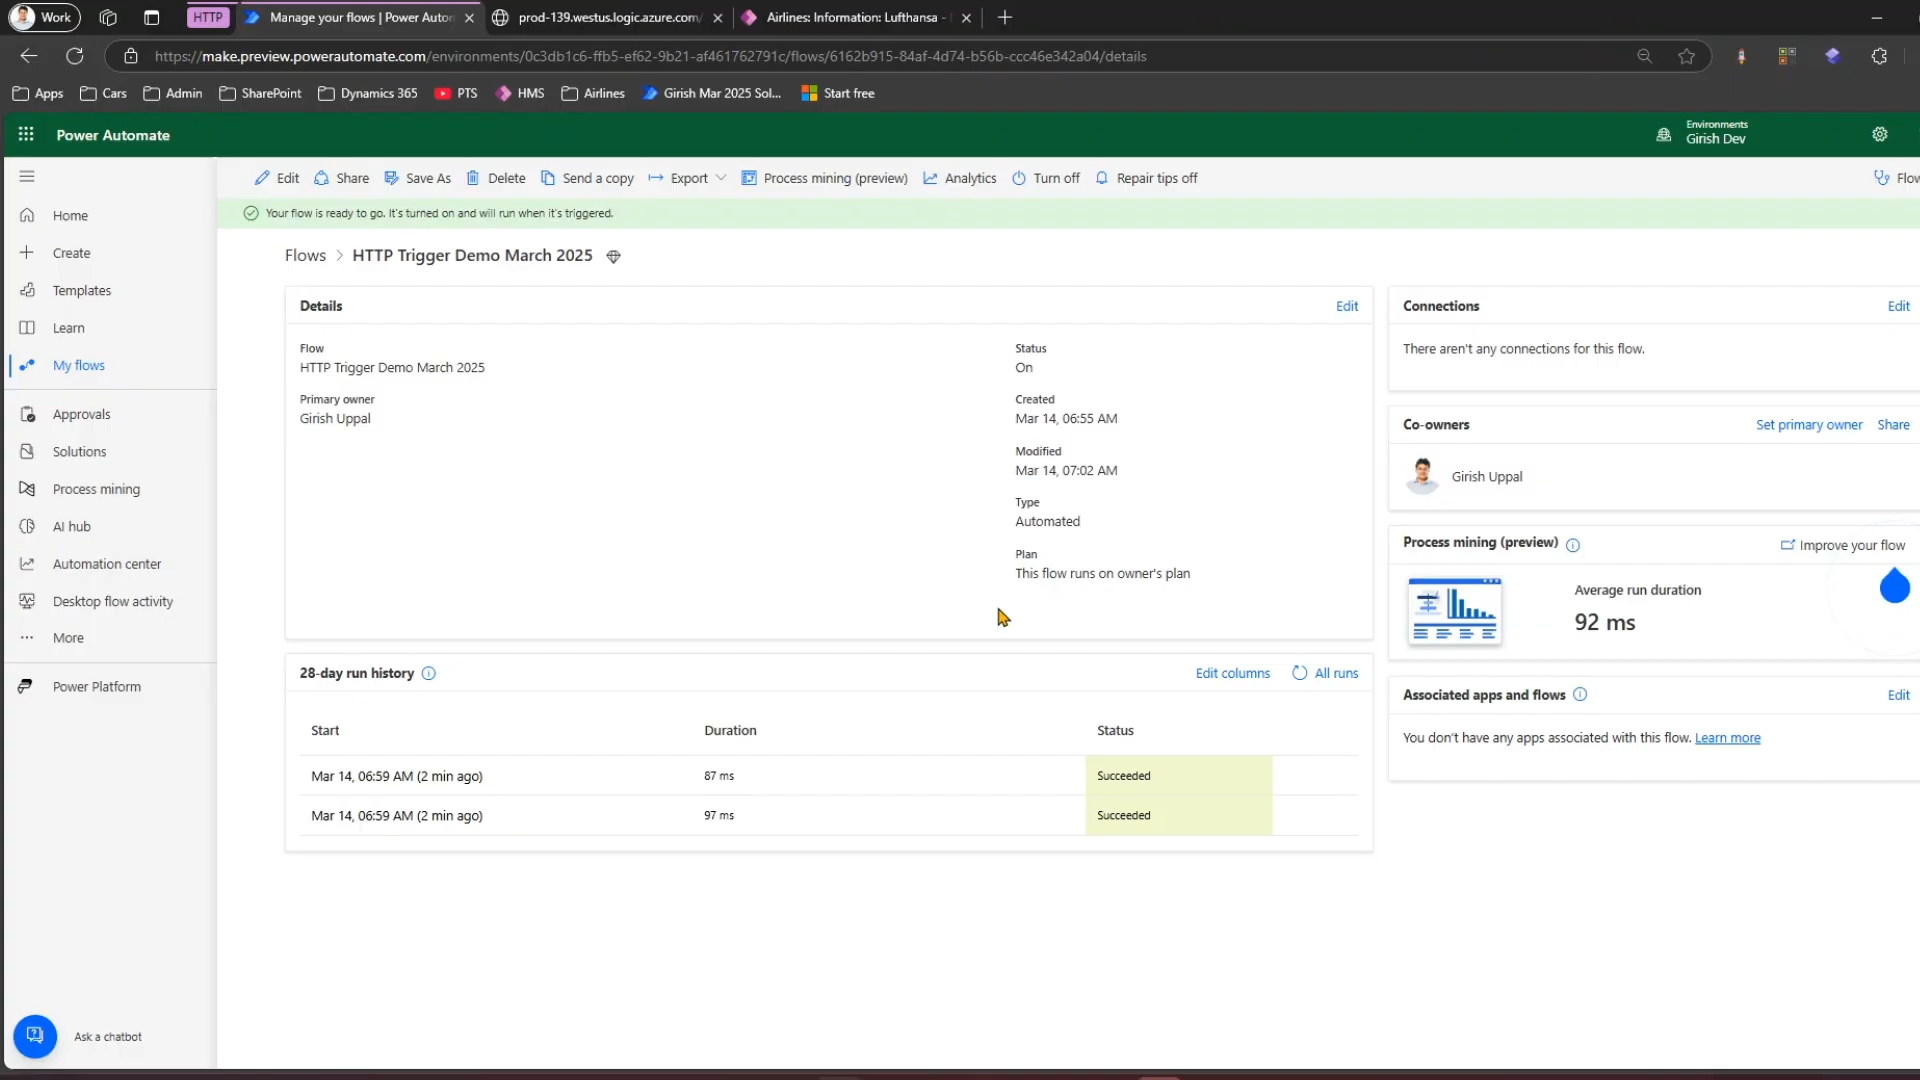 Work
HTTP
Manage your flows | Power Auto
prod-139.westus.logic.azure.com/
Airlines: Information: Lufthansa -
https://make.preview.powerautomate.com/environments/0c3db1c6-ffb5-ef62-9b21-af461762791c/flows/6162b915-84af-4d74-b56b-ccc46e342a04/details
Apps
Cars
Admin
SharePoint
Dynamics 365
PTS
HMS
Airlines
Girish Mar 2025 Sol...
Start free
Power Automate
Environments
Girish Dev
Edit
Share
Save As
Delete
Send a copy
Export
Process mining (preview)
Analytics
Turn off
Repair tips off
Flow
Your flow is ready to go. It's turned on and will run when it's triggered.
Home
Create
Templates
Learn
My flows
Approvals
Solutions
Process mining
AI hub
Automation center
Desktop flow activity
More
Power Platform
Ask a chatbot
Flows > HTTP Trigger Demo March 2025
Details
Edit
Flow
HTTP Trigger Demo March 2025
Primary owner
Girish Uppal
Status
On
Created
Mar 14, 06:55 AM
Modified
Mar 14, 07:02 AM
Type
Automated
Plan
This flow runs on owner's plan
28-day run history
Edit columns
All runs
Start Duration Status
Mar 14, 06:59 AM (2 min ago) 87 ms Succeeded
Mar 14, 06:59 AM (2 min ago) 97 ms Succeeded
Connections
Edit
There aren't any connections for this flow.
Co-owners
Set primary owner
Share
Girish Uppal
Process mining (preview)
Improve your flow
Average run duration
92 ms
Associated apps and flows
Edit
You don't have any apps associated with this flow. Learn more